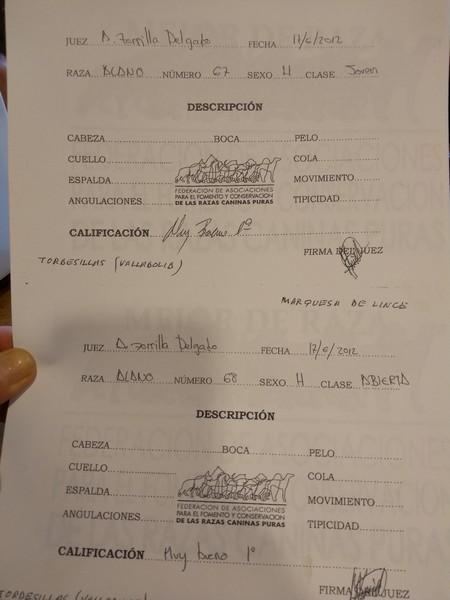 JUEZ D. Zorrilla Delgado FECHA 17/6/2012
RAZA ALANO NÚMERO 67 SEXO H CLASE Joven
DESCRIPCIÓN
CABEZA BOCA PELO
CUELLO COLA
ESPALDA MOVIMIENTO
ANGULACIONES TIPICIDAD
FEDERACION DE ASOCIACIONES
PARA EL FOMENTO Y CONSERVACION
DE LAS RAZAS CANINAS PURAS
CALIFICACIÓN Muy Bueno 1º
FIRMA DEL JUEZ
TORDESILLAS (VALLADOLID)
MARQUESA DE LINCE
JUEZ D. Zorrilla Delgado FECHA 17/6/2012
RAZA ALANO NÚMERO 68 SEXO H CLASE ABIERTA
DESCRIPCIÓN
CABEZA BOCA PELO
CUELLO COLA
ESPALDA MOVIMIENTO
ANGULACIONES TIPICIDAD
FEDERACION DE ASOCIACIONES
PARA EL FOMENTO Y CONSERVACION
DE LAS RAZAS CANINAS PURAS
CALIFICACIÓN Muy bueno 1º
FIRMA DEL JUEZ